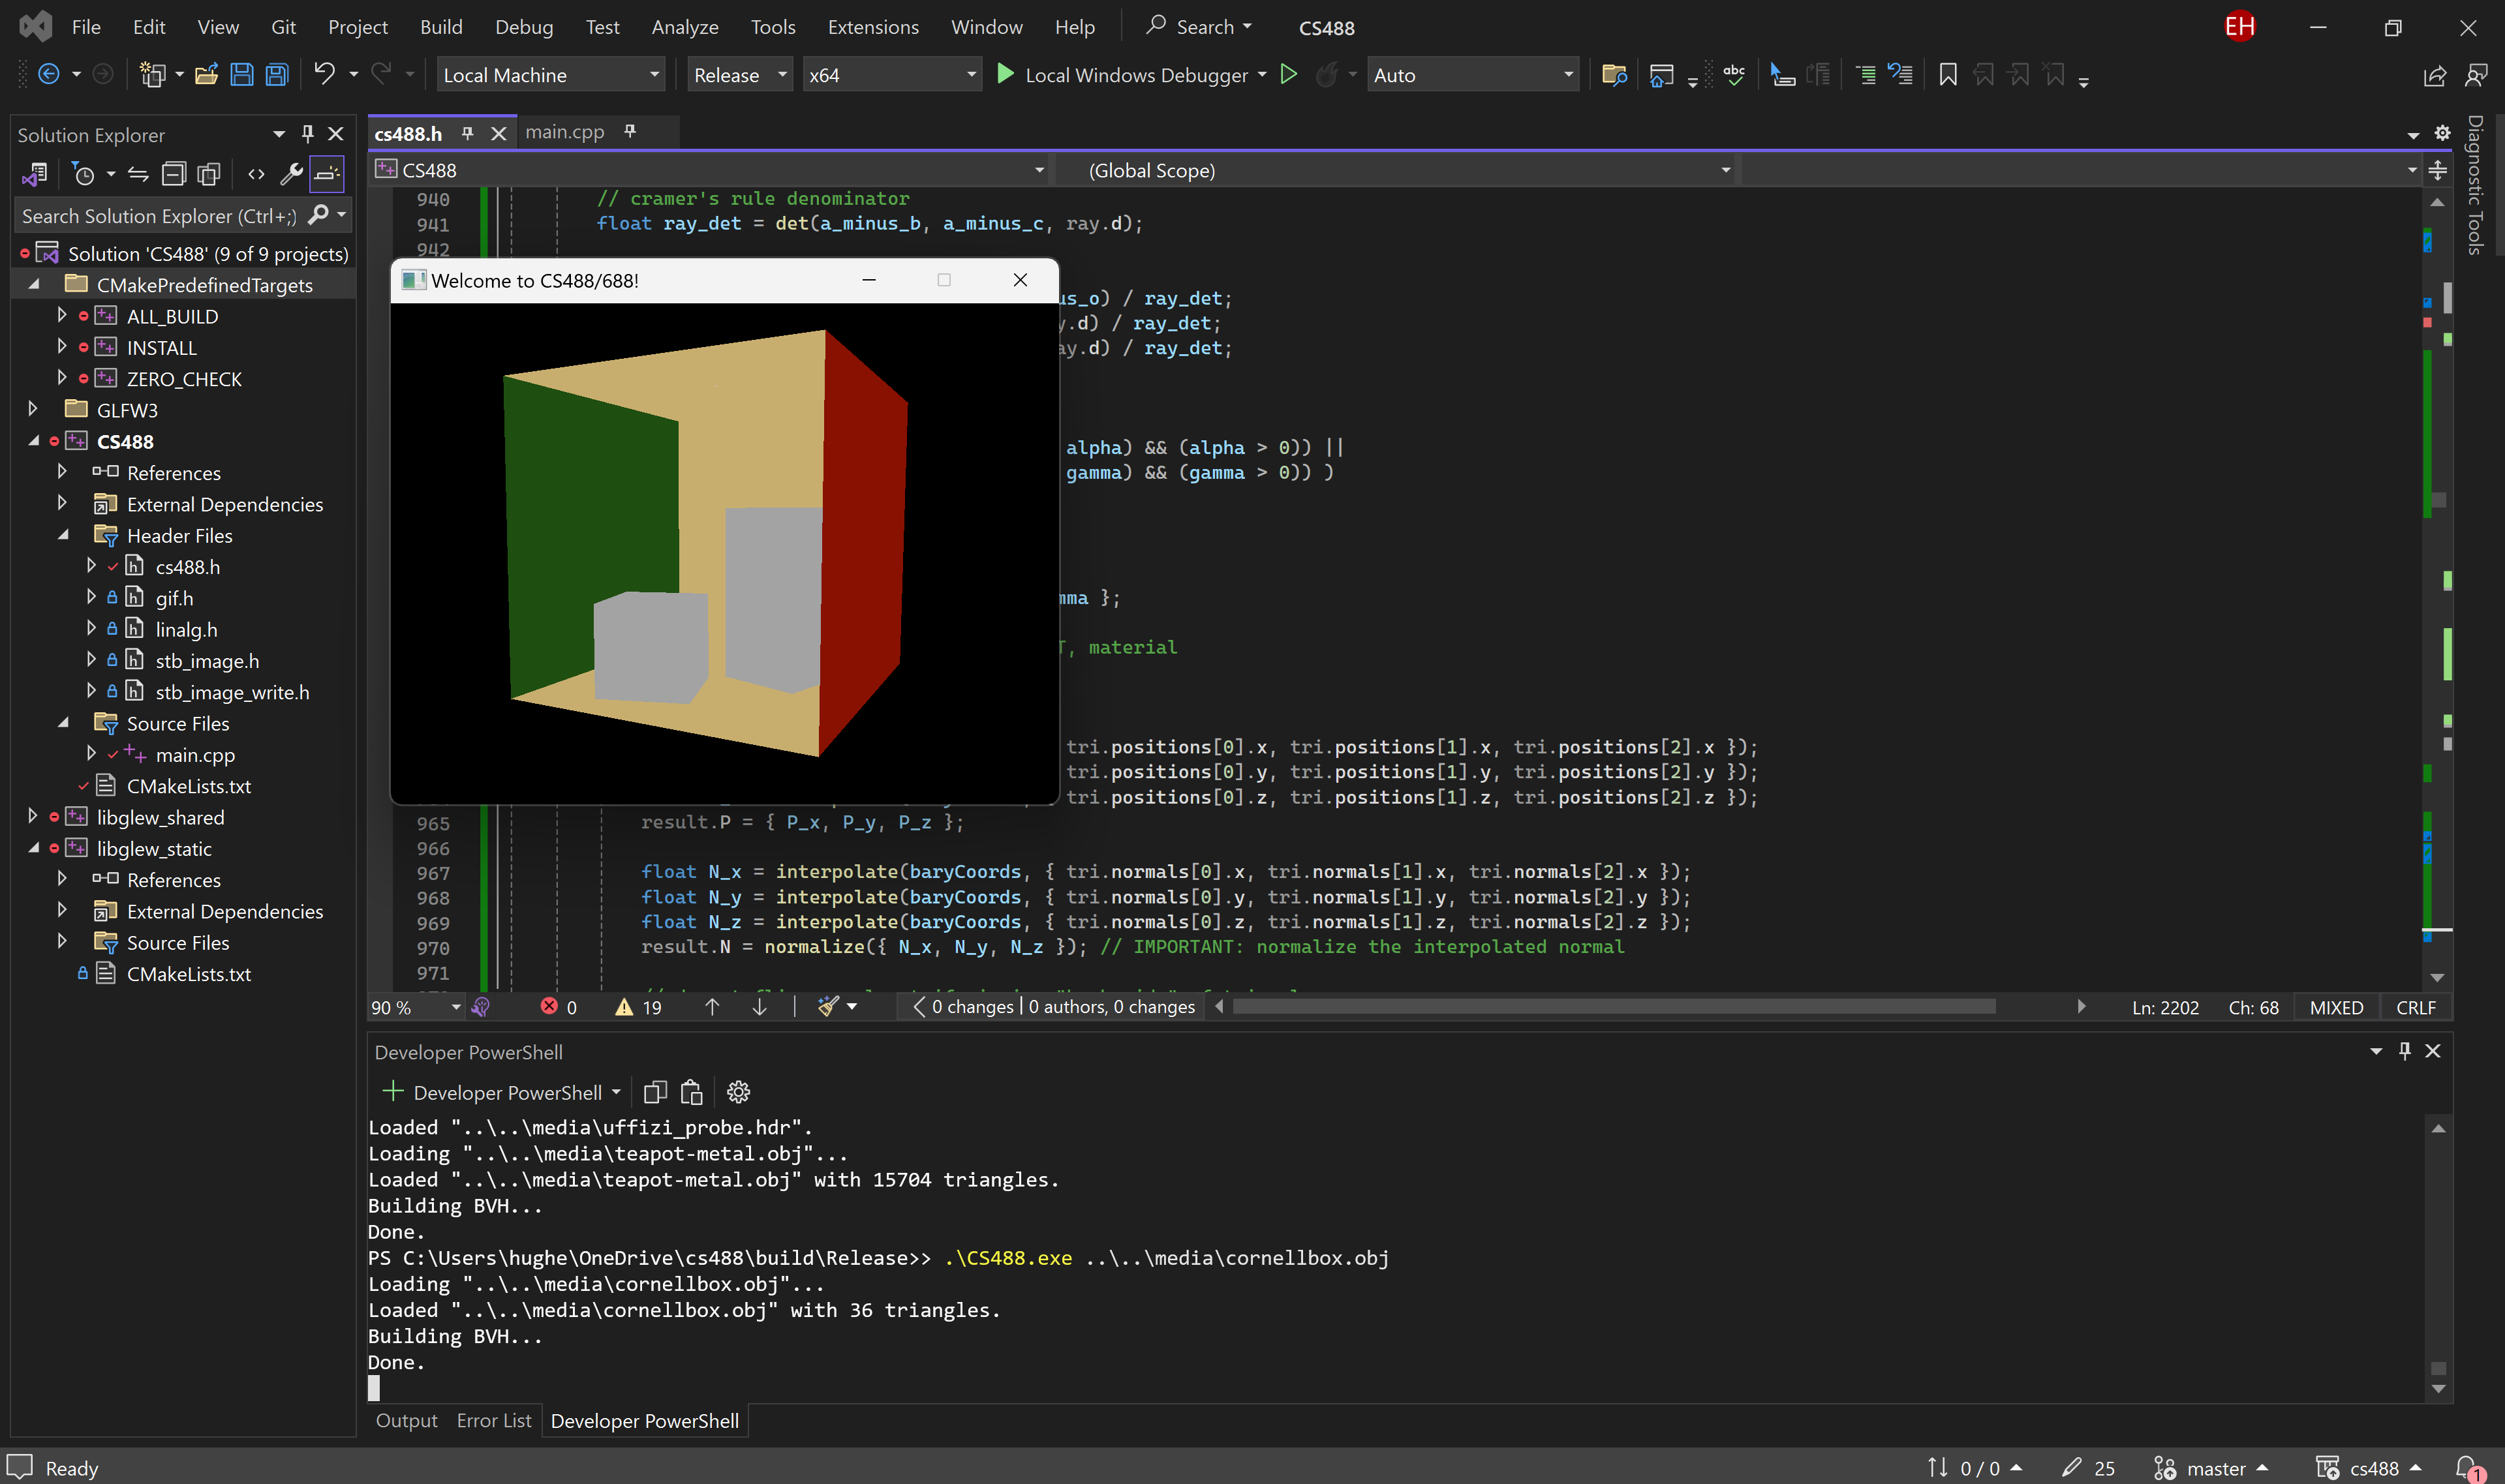 File Edit View Git Project Build Debug Test Analyze Tools Extensions Window Help Search CS488 EH
Local Machine Release x64 Local Windows Debugger Auto abc
Solution Explorer
Search Solution Explorer (Ctrl+;)
Solution 'CS488' (9 of 9 projects)
CMakePredefinedTargets
ALL_BUILD
INSTALL
ZERO_CHECK
GLFW3
CS488
References
External Dependencies
Header Files
cs488.h
gif.h
linalg.h
stb_image.h
stb_image_write.h
Source Files
main.cpp
CMakeLists.txt
libglew_shared
libglew_static
References
External Dependencies
Source Files
CMakeLists.txt
cs488.h main.cpp
CS488 (Global Scope)
940 // cramer's rule denominator
941 float ray_det = det(a_minus_b, a_minus_c, ray.d);
942
Welcome to CS488/688!
us_o) / ray_det;
.d) / ray_det;
ay.d) / ray_det;
alpha) && (alpha > 0)) ||
gamma) && (gamma > 0)) )
mma };
T, material
tri.positions[0].x, tri.positions[1].x, tri.positions[2].x });
tri.positions[0].y, tri.positions[1].y, tri.positions[2].y });
tri.positions[0].z, tri.positions[1].z, tri.positions[2].z });
965 result.P = { P_x, P_y, P_z };
966
967 float N_x = interpolate(baryCoords, { tri.normals[0].x, tri.normals[1].x, tri.normals[2].x });
968 float N_y = interpolate(baryCoords, { tri.normals[0].y, tri.normals[1].y, tri.normals[2].y });
969 float N_z = interpolate(baryCoords, { tri.normals[0].z, tri.normals[1].z, tri.normals[2].z });
970 result.N = normalize({ N_x, N_y, N_z }); // IMPORTANT: normalize the interpolated normal
971
90 % 0 19 0 changes | 0 authors, 0 changes Ln: 2202 Ch: 68 MIXED CRLF
Developer PowerShell
Developer PowerShell
Loaded "..\..\media\uffizi_probe.hdr".
Loading "..\..\media\teapot-metal.obj"...
Loaded "..\..\media\teapot-metal.obj" with 15704 triangles.
Building BVH...
Done.
PS C:\Users\hughe\OneDrive\cs488\build\Release>> .\CS488.exe ..\..\media\cornellbox.obj
Loading "..\..\media\cornellbox.obj"...
Loaded "..\..\media\cornellbox.obj" with 36 triangles.
Building BVH...
Done.
Output Error List Developer PowerShell
Diagnostic Tools
Ready 0 / 0 25 master cs488 1